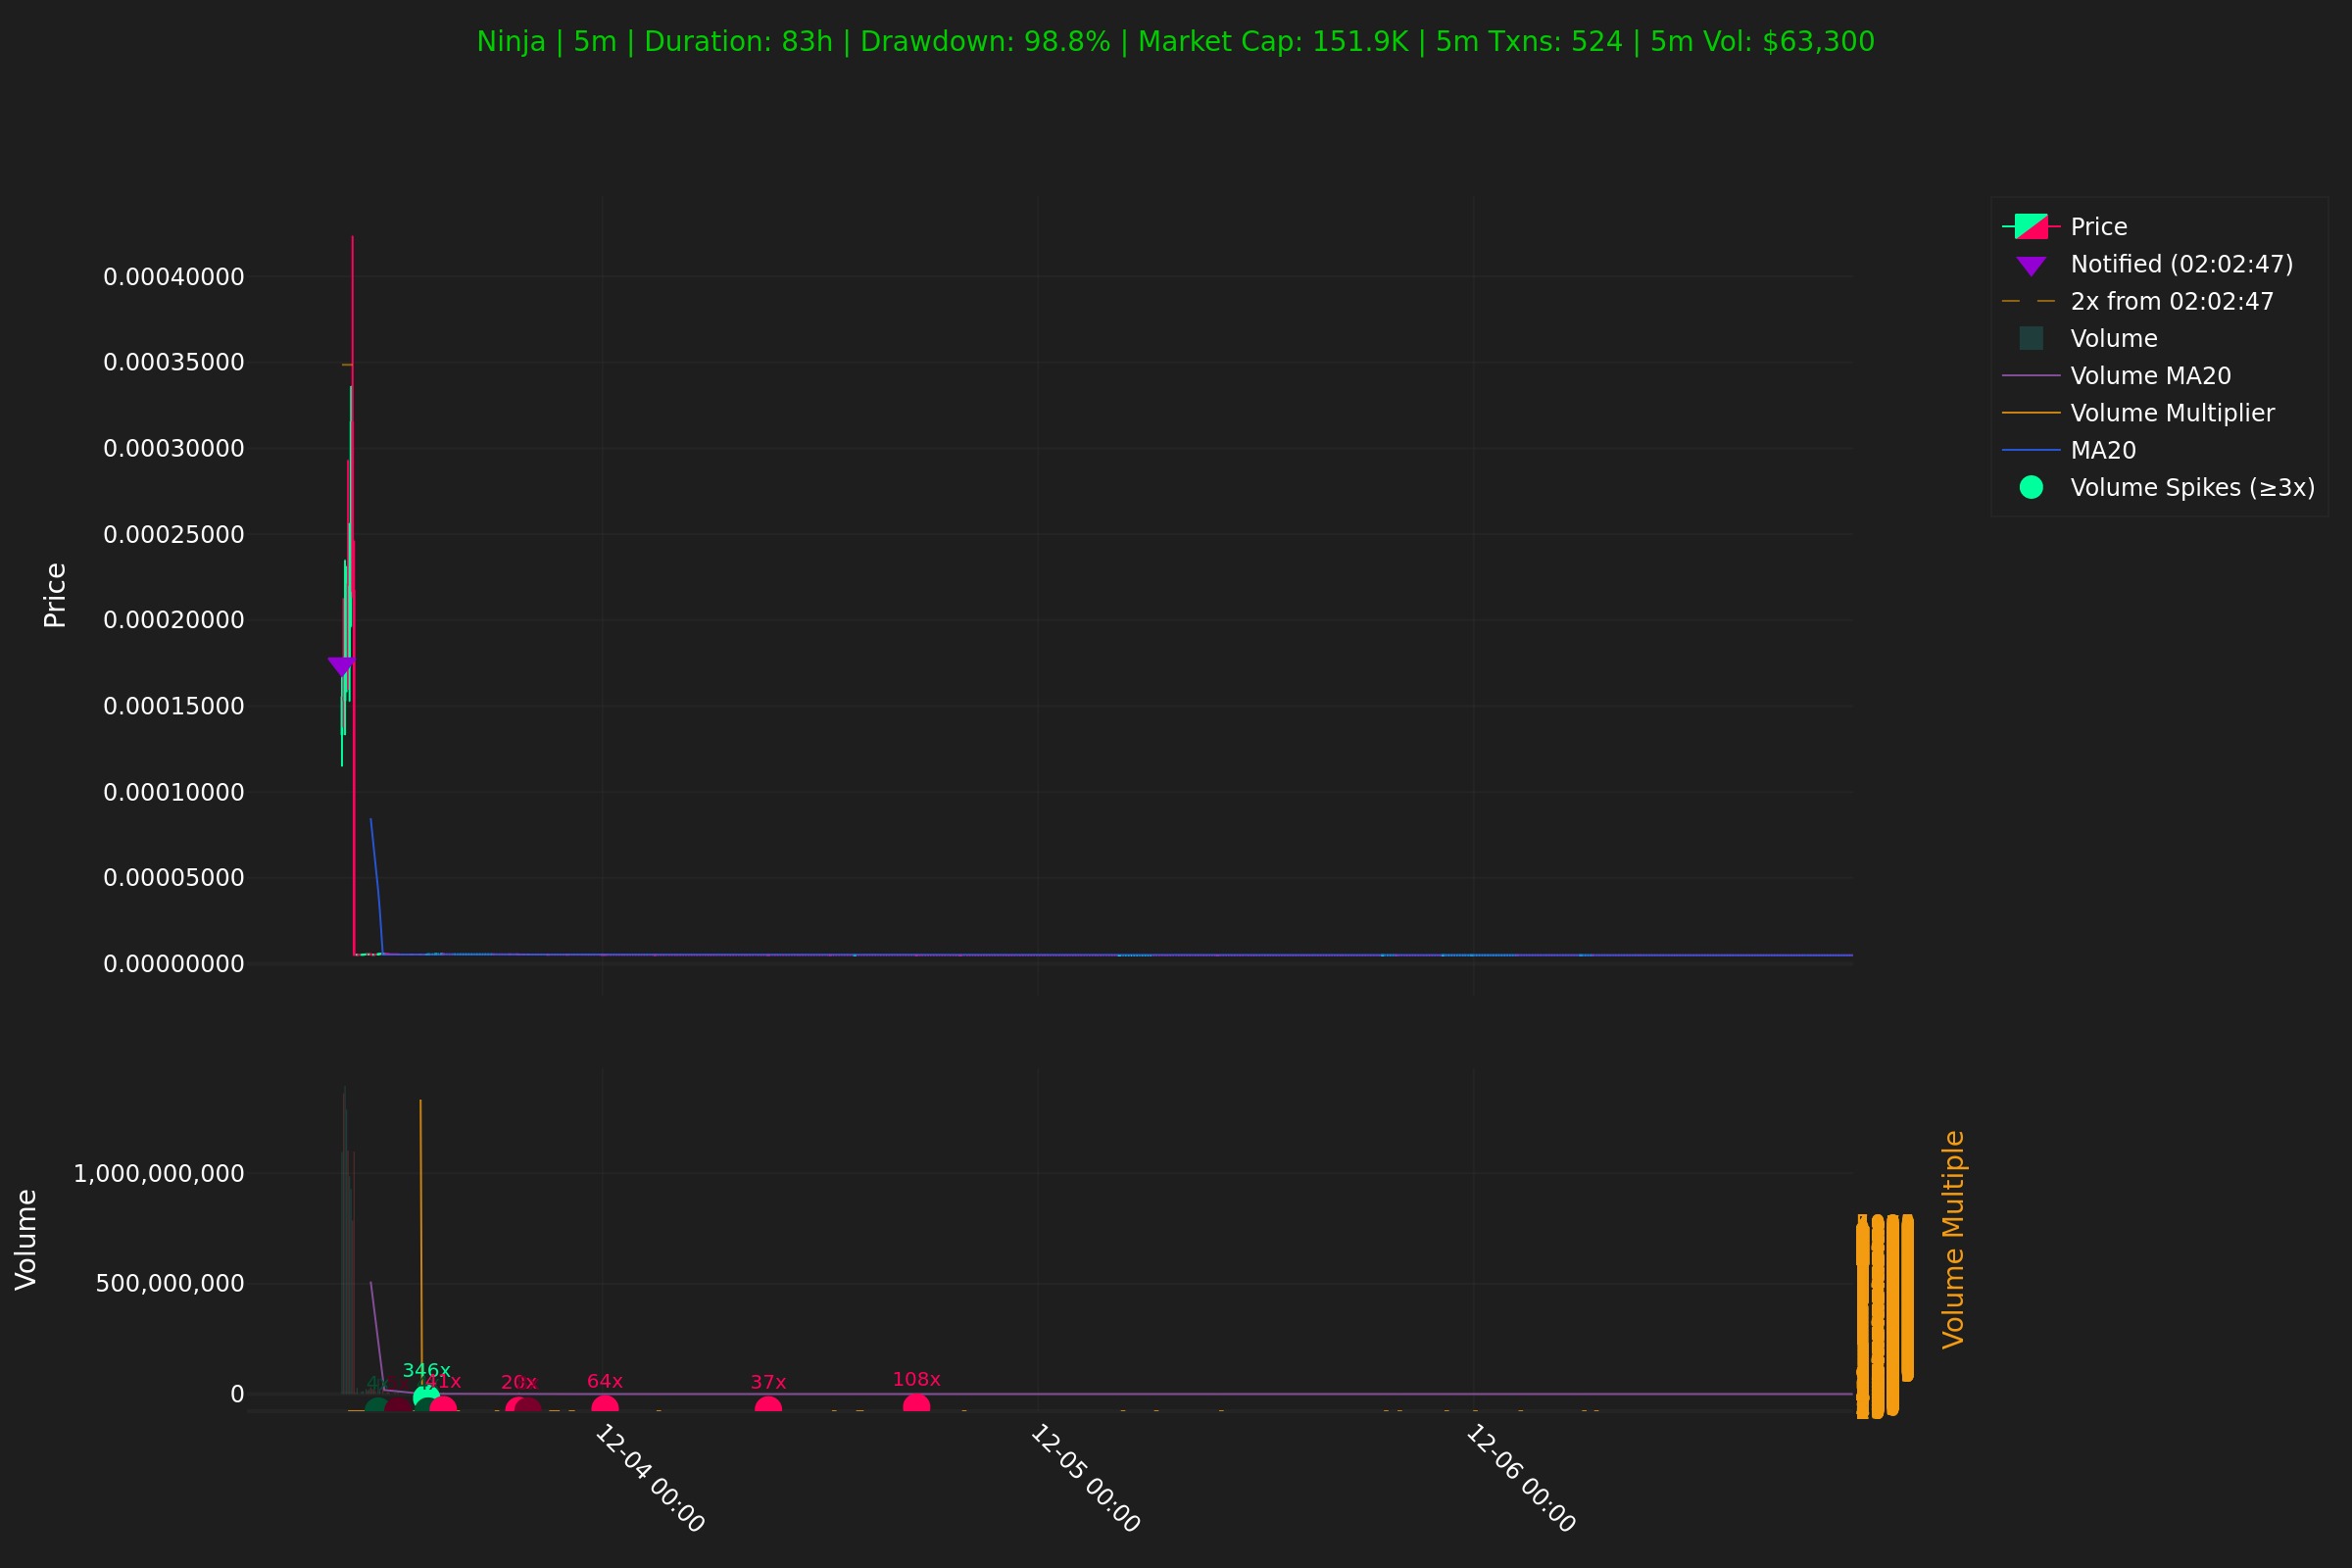 Ninja | 5m | Duration: 83h | Drawdown: 98.8% | Market Cap: 151.9K | 5m Txns: 524 | 5m Vol: $63,300
Price
0.00040000
0.00035000
0.00030000
0.00025000
0.00020000
0.00015000
0.00010000
0.00005000
0.00000000
Price
Notified (02:02:47)
2x from 02:02:47
Volume
Volume MA20
Volume Multiplier
MA20
Volume Spikes (≥3x)
Volume
1,000,000,000
500,000,000
0
4x
346x
41x
20x
64x
37x
108x
Volume Multiple
12-04 00:00
12-05 00:00
12-06 00:00